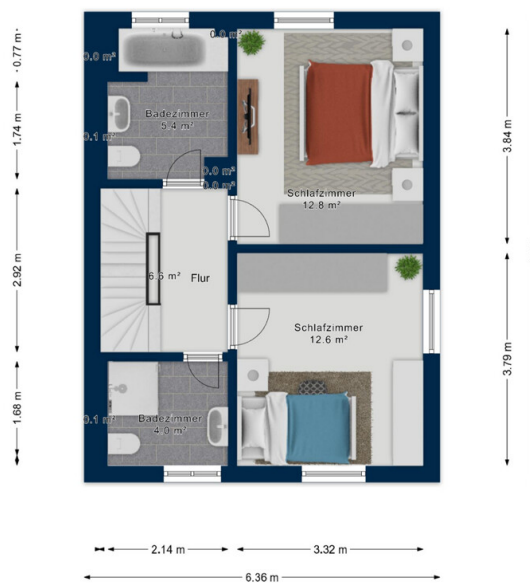 0.0 m²
0.0 m²
0.77 m
Badezimmer
5.4 m²
1.74 m
0.1 m²
3.84 m
0.0 m²
0.0 m²
Schlafzimmer
12.8 m²
6.6 m²
Flur
2.92 m
Schlafzimmer
12.6 m²
3.79 m
1.68 m
0.1 m²
Badezimmer
4.0 m²
2.14 m
3.32 m
6.36 m